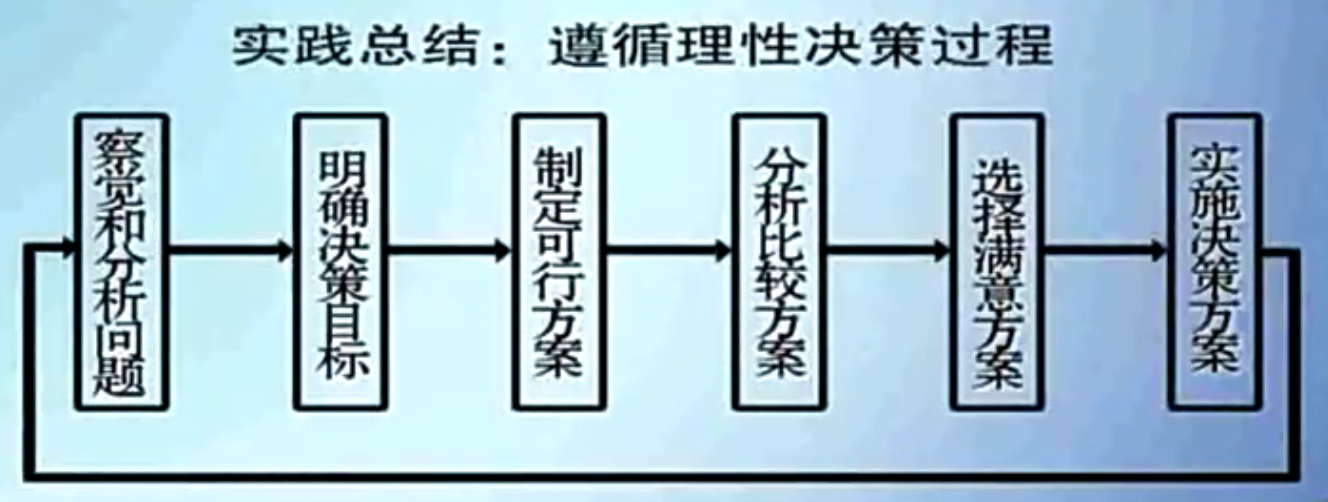 实践总结：遵循理性决策过程
察觉和分析问题
明确决策目标
制定可行方案
分析比较方案
选择满意方案
实施决策方案